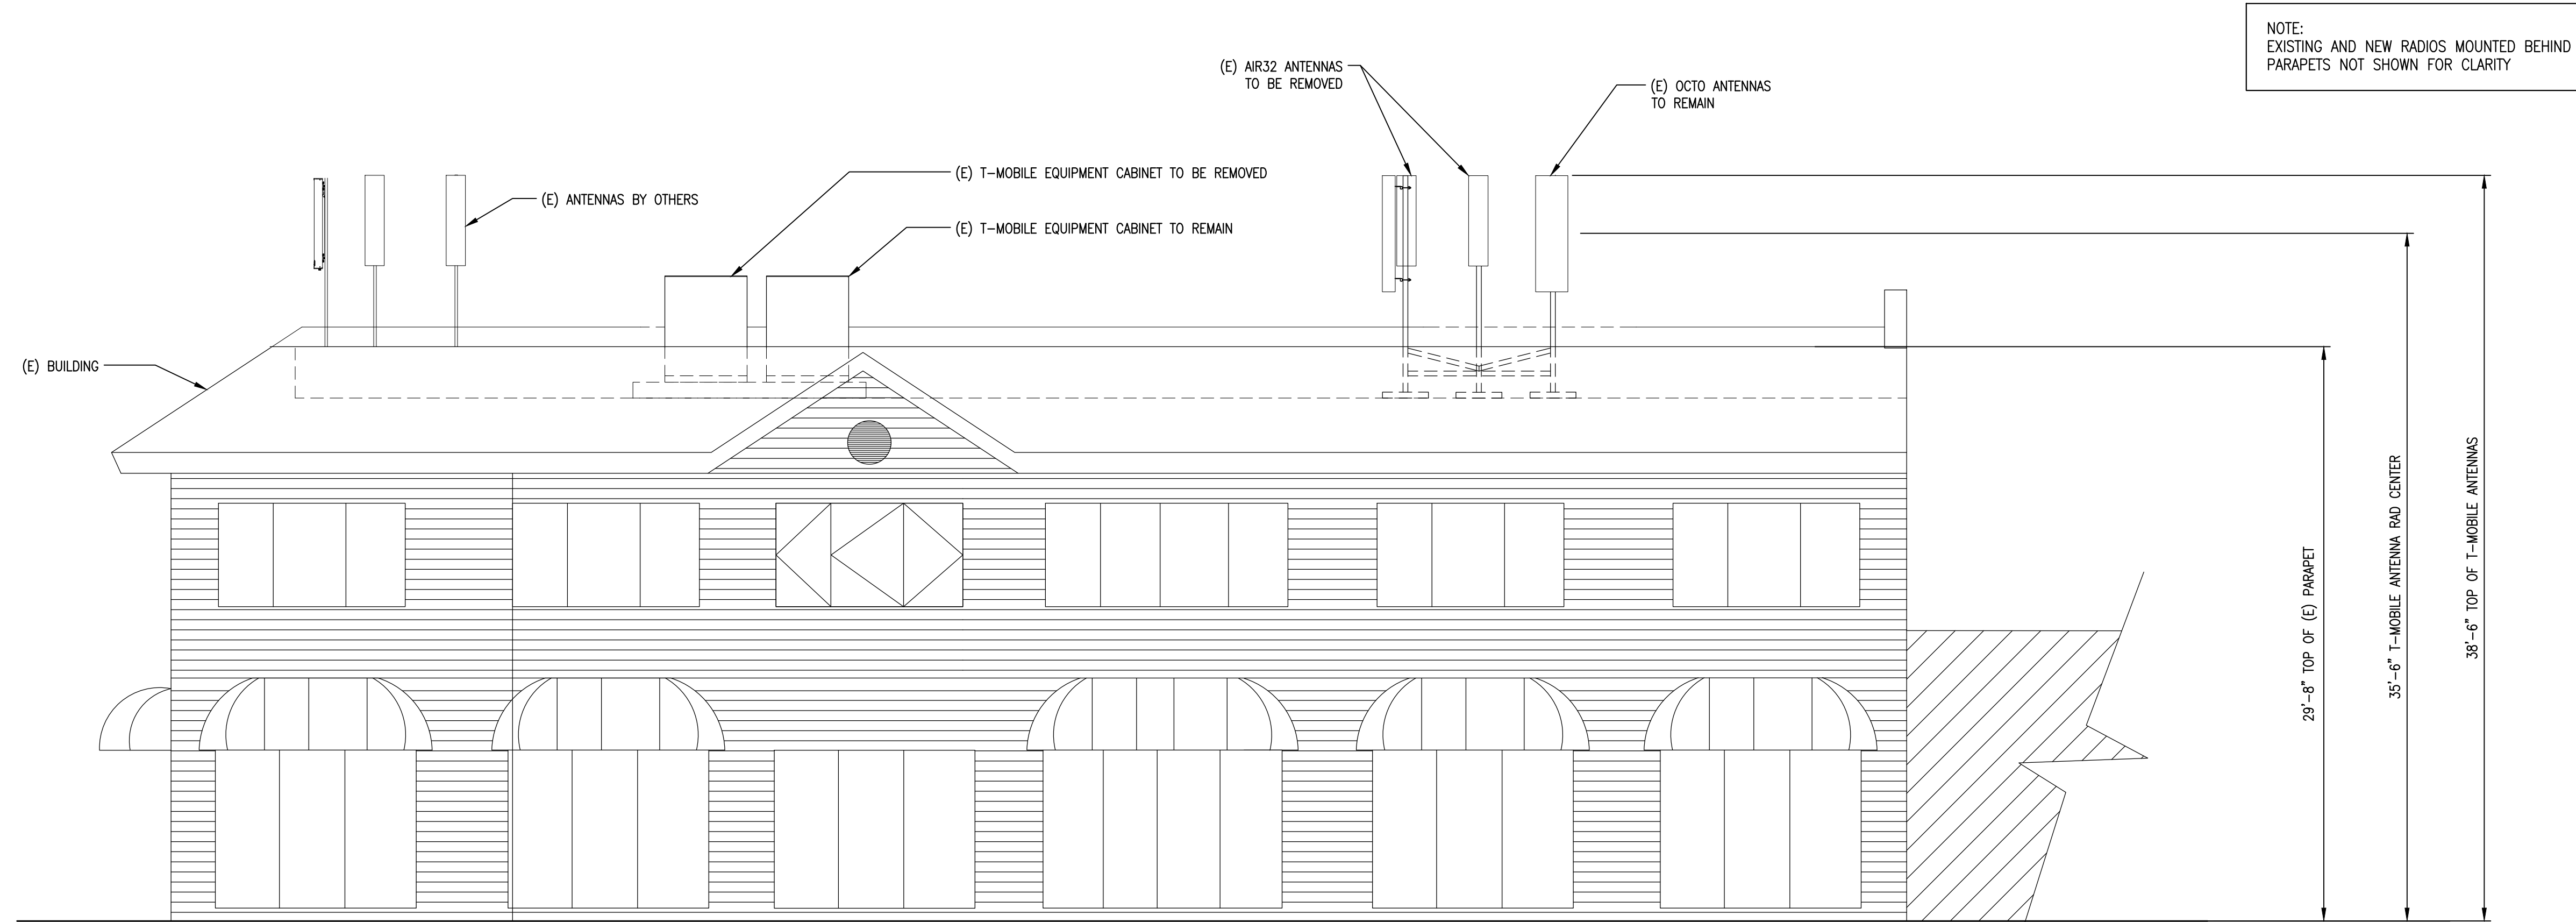 NOTE:
EXISTING AND NEW RADIOS MOUNTED BEHIND
PARAPETS NOT SHOWN FOR CLARITY
(E) AIR32 ANTENNAS
TO BE REMOVED
(E) OCTO ANTENNAS
TO REMAIN
(E) T-MOBILE EQUIPMENT CABINET TO BE REMOVED
(E) ANTENNAS BY OTHERS
(E) T-MOBILE EQUIPMENT CABINET TO REMAIN
(E) BUILDING
29'-8" TOP OF (E) PARAPET
35'-6" T-MOBILE ANTENNA RAD CENTER
38'-6" TOP OF T-MOBILE ANTENNAS